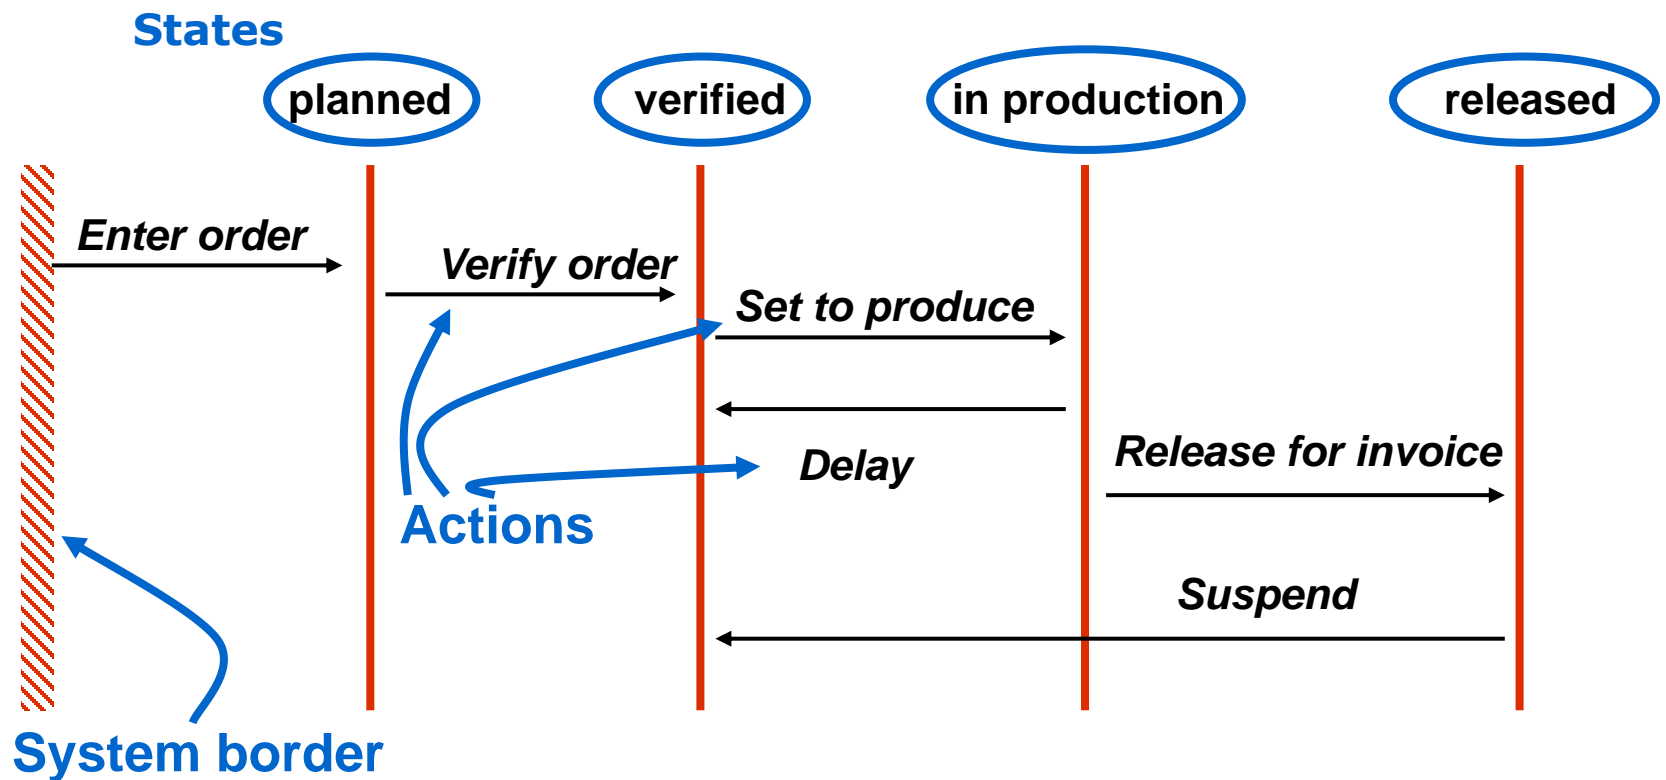 States
planned
verified
in production
released
Enter order
Verify order
Set to produce
Delay
Release for invoice
Actions
Suspend
System border